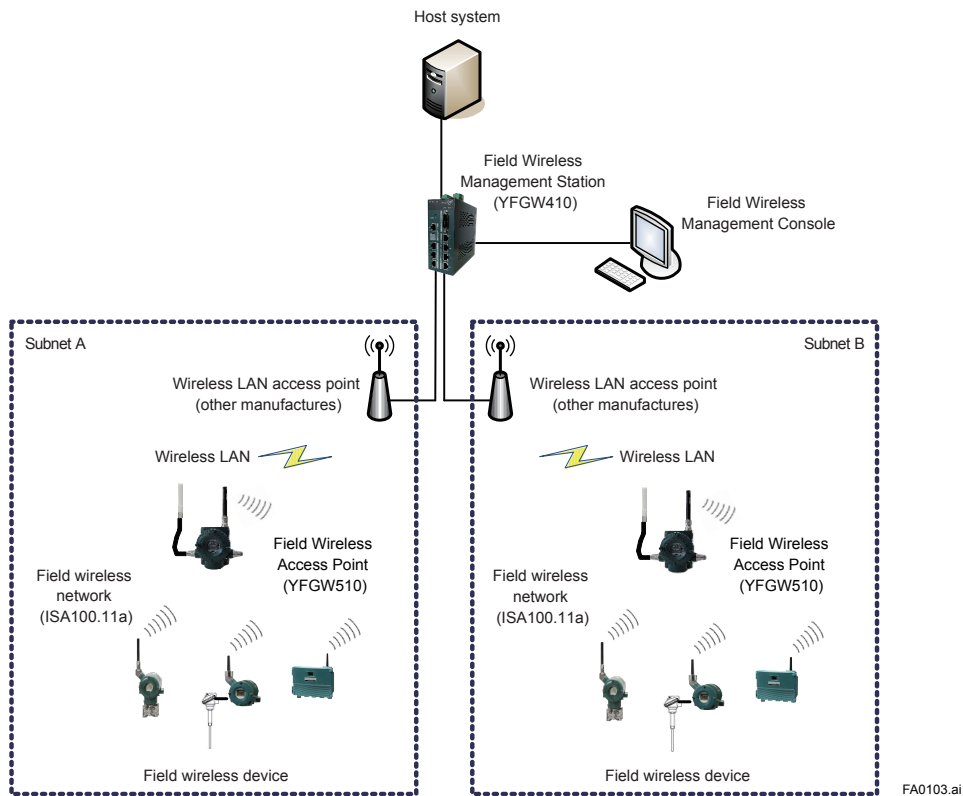 Host system
Field Wireless
Management Station
(YFGW410)
Field Wireless
Management Console
Subnet A
Wireless LAN access point
(other manufactures)
Wireless LAN
Field Wireless
Access Point
(YFGW510)
Field wireless
network
(ISA100.11a)
Field wireless device
Subnet B
Wireless LAN access point
(other manufactures)
Wireless LAN
Field Wireless
Access Point
(YFGW510)
Field wireless
network
(ISA100.11a)
Field wireless device
FA0103.ai